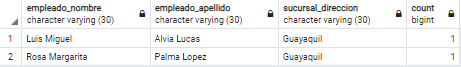 empleado_nombre empleado_apellido sucursal_direccion count
character varying (30) character varying (30) character varying (30) bigint
1 Luis Miguel Alvia Lucas Guayaquil 1
2 Rosa Margarita Palma Lopez Guayaquil 1